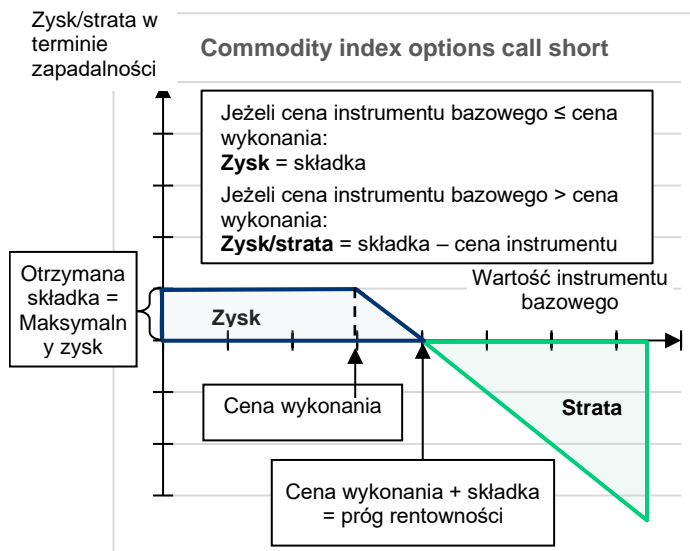 Zysk/strata w
terminie
zapadalności
Commodity index options call short
Jeżeli cena instrumentu bazowego ≤ cena
wykonania:
Zysk = składka
Jeżeli cena instrumentu bazowego > cena
wykonania:
Zysk/strata = składka – cena instrumentu
Otrzymana
składka =
Maksymaln
y zysk
Wartość instrumentu
bazowego
Zysk
Cena wykonania
Strata
Cena wykonania + składka
= próg rentowności